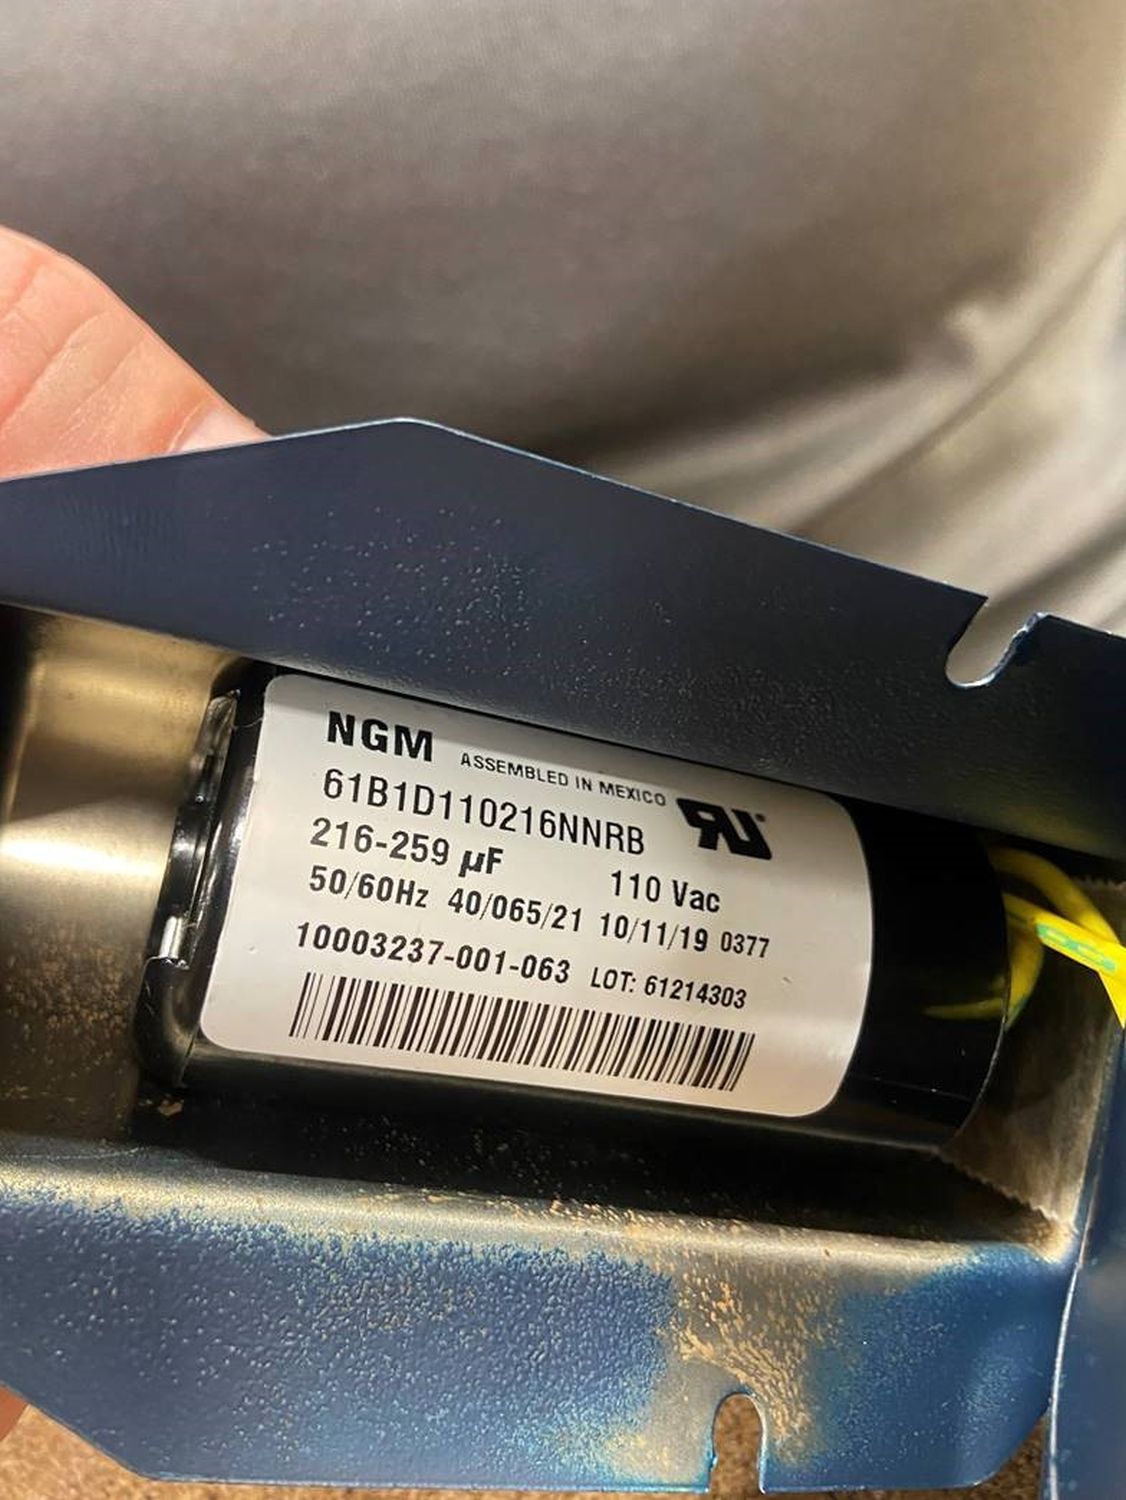 NGM ASSEMBLED IN MEXICO
61B1D110216NNRB
216-259 µF 110 Vac
50/60Hz 40/065/21 10/11/19 0377
10003237-001-063 LOT: 61214303